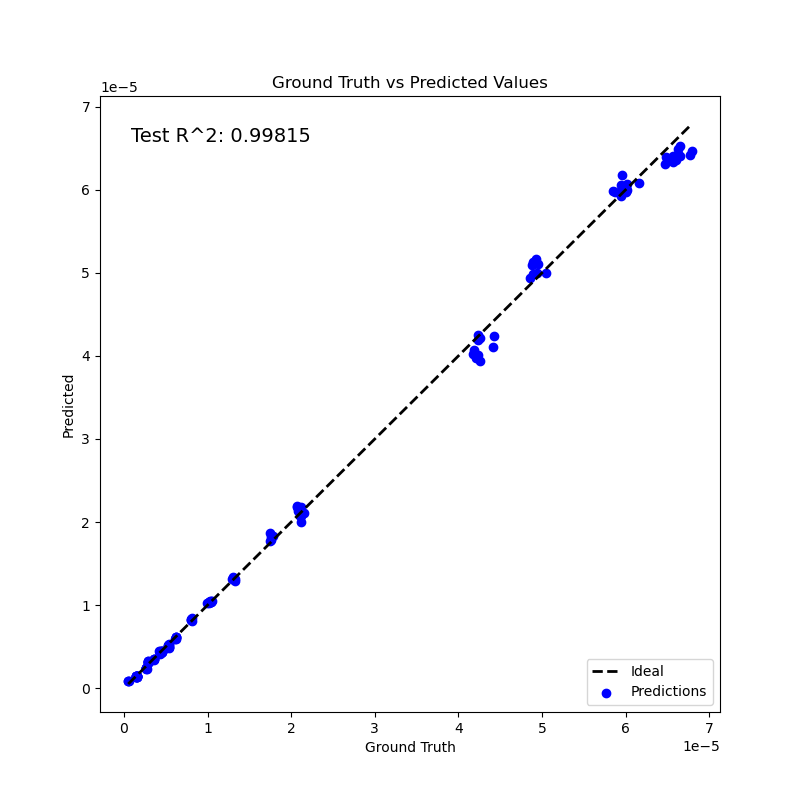 Ground Truth vs Predicted Values
1e−5
7
6
5
4
3
2
1
0
Predicted
Test R^2: 0.99815
Ideal
Predictions
0 1 2 3 4 5 6 7
1e−5
Ground Truth